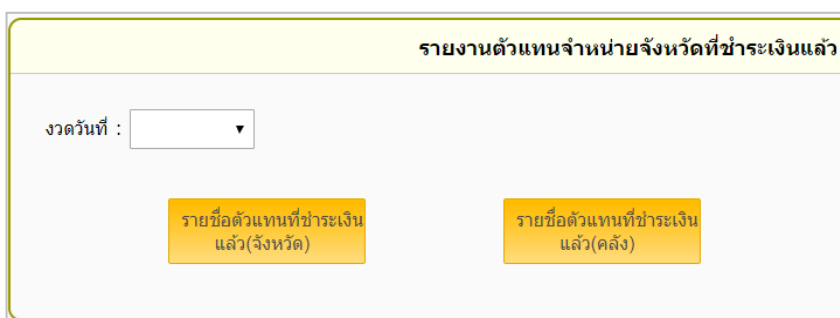 รายงานตัวแทนจำหน่ายจังหวัดที่ชำระเงินแล้ว
งวดวันที่ :
รายชื่อตัวแทนที่ชำระเงิน
แล้ว(จังหวัด)
รายชื่อตัวแทนที่ชำระเงิน
แล้ว(คลัง)